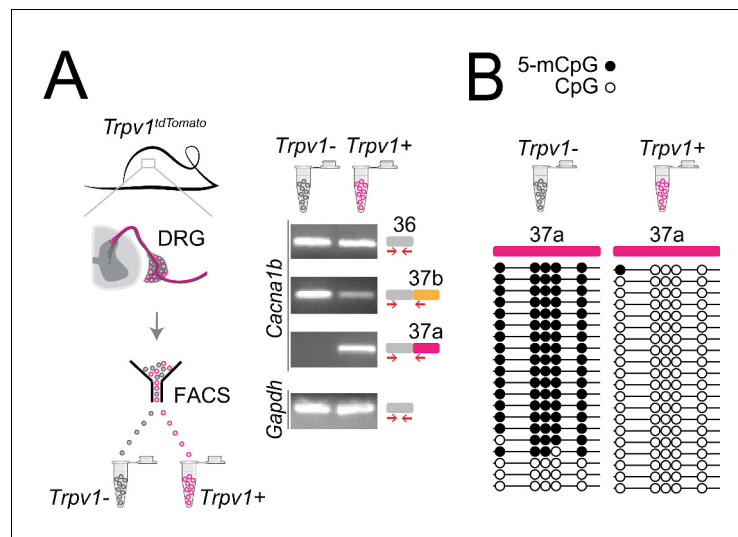 A
Trpv1tdTomato
DRG
FACS
Trpv1-
Trpv1+
Trpv1- Trpv1+
36
37b
37a
Cacna1b
Gapdh
B
5-mCpG
CpG
Trpv1- Trpv1+
37a 37a